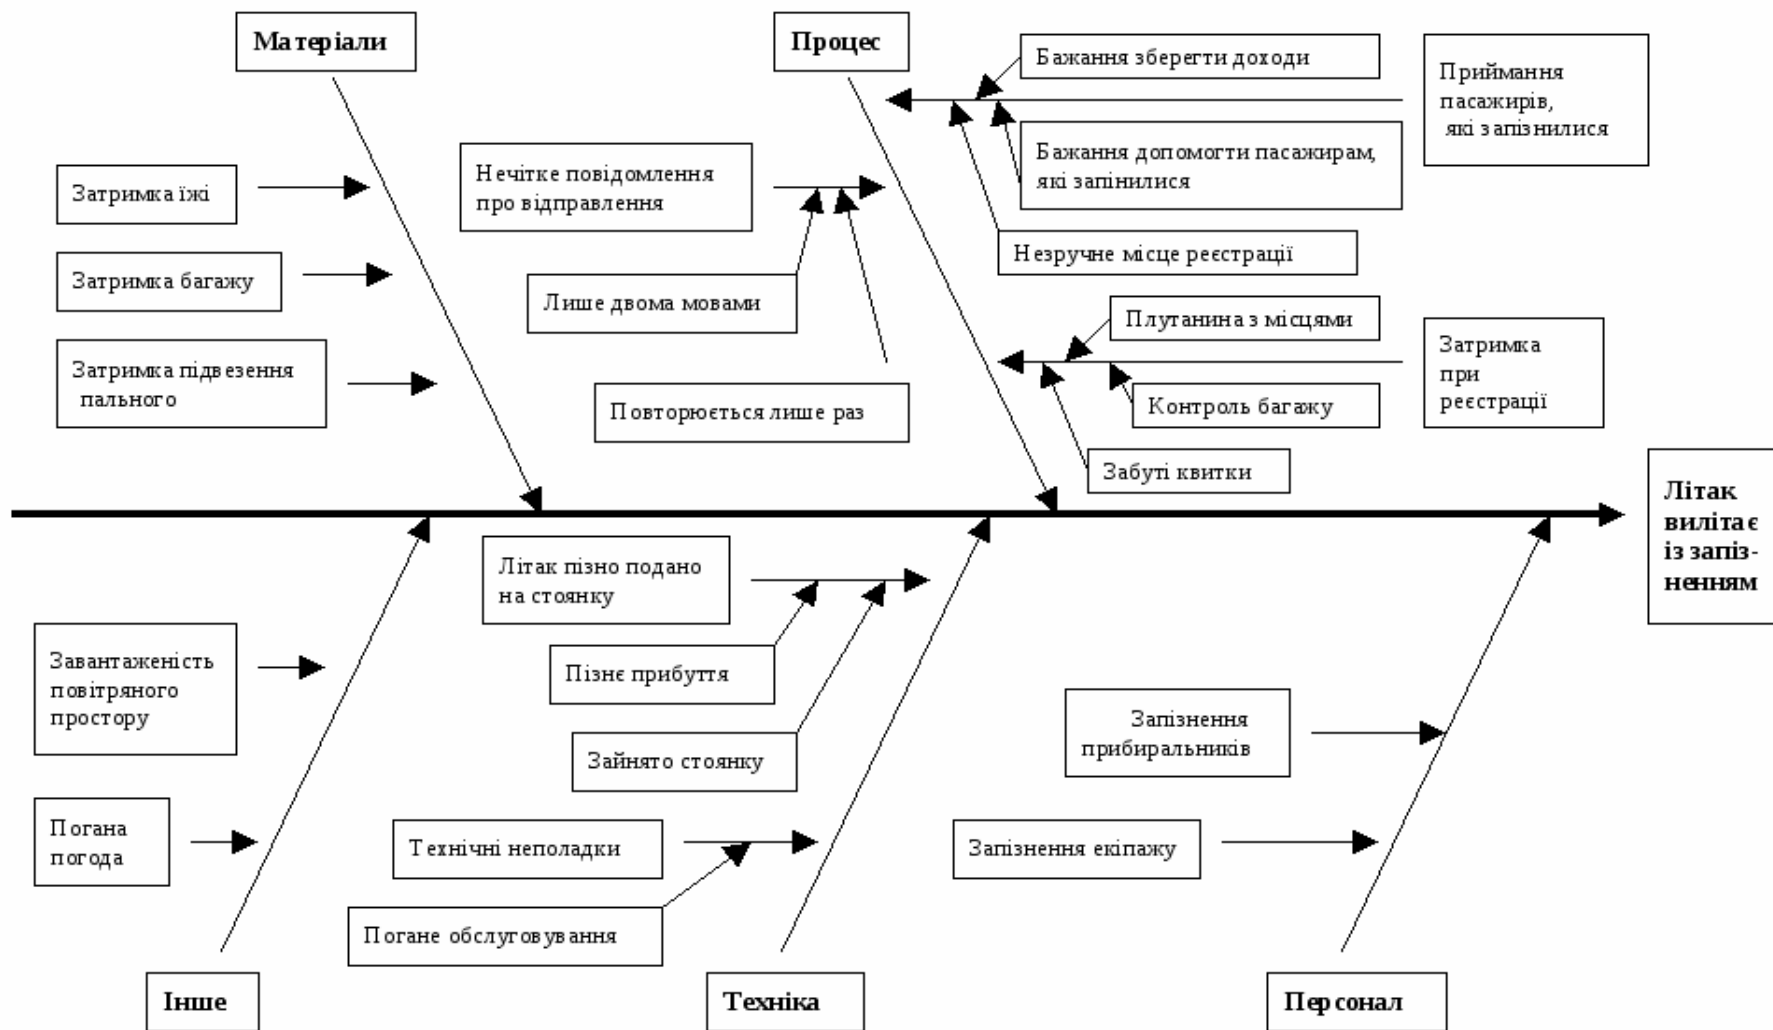 Матеріали
Процес
Бажання зберегти доходи
Приймання
пасажирів,
які запізнилися
Бажання допомогти пасажирам,
які запінилися
Незручне місце реєстрації
Затримка їжі
Затримка багажу
Затримка підвезення
пального
Нечітке повідомлення
про відправлення
Лише двома мовами
Повторюється лише раз
Плутанина з місцями
Затримка
при
реєстрації
Контроль багажу
Забуті квитки
Літак
вилітає
із запіз-
ненням
Літак пізно подано
на стоянку
Пізнє прибуття
Зайнято стоянку
Завантаженість
повітряного
простору
Погана
погода
Технічні неполадки
Погане обслуговування
Запізнення
прибиральників
Запізнення екіпажу
Інше
Техніка
Персонал